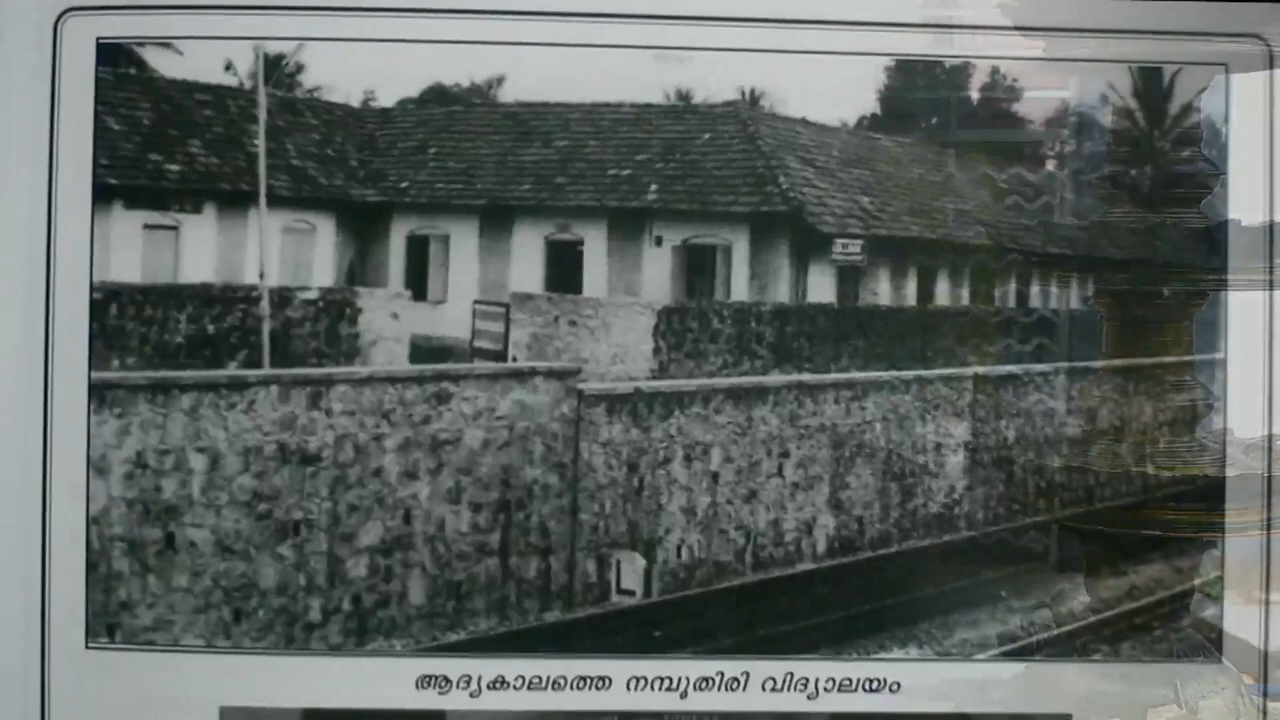 L
ആദ്യകാലത്തെ നമ്പൂതിരി വിദ്യാലയം